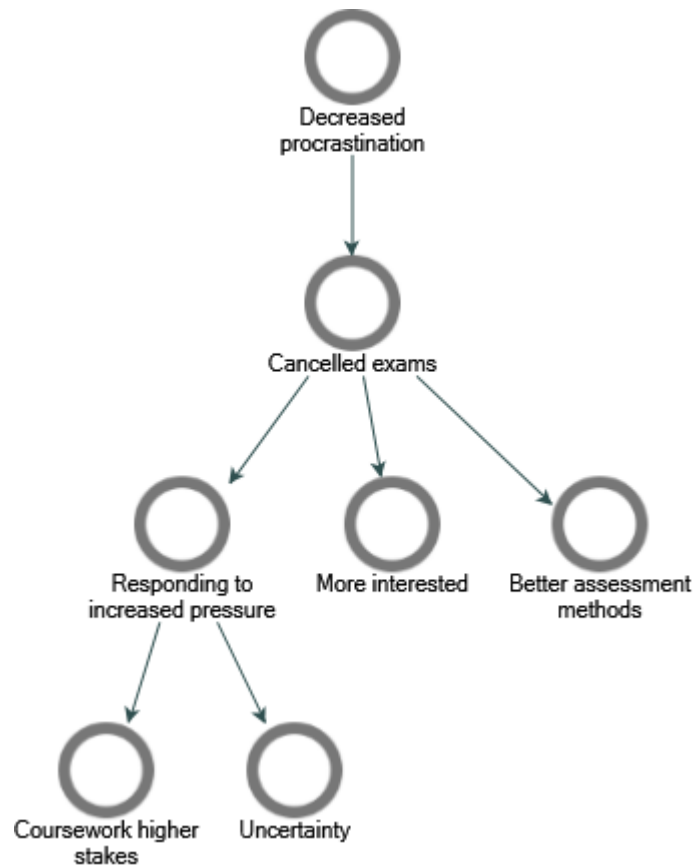 Decreased
procrastination
Cancelled exams
Responding to
increased pressure
More interested
Better assessment
methods
Coursework higher
stakes
Uncertainty